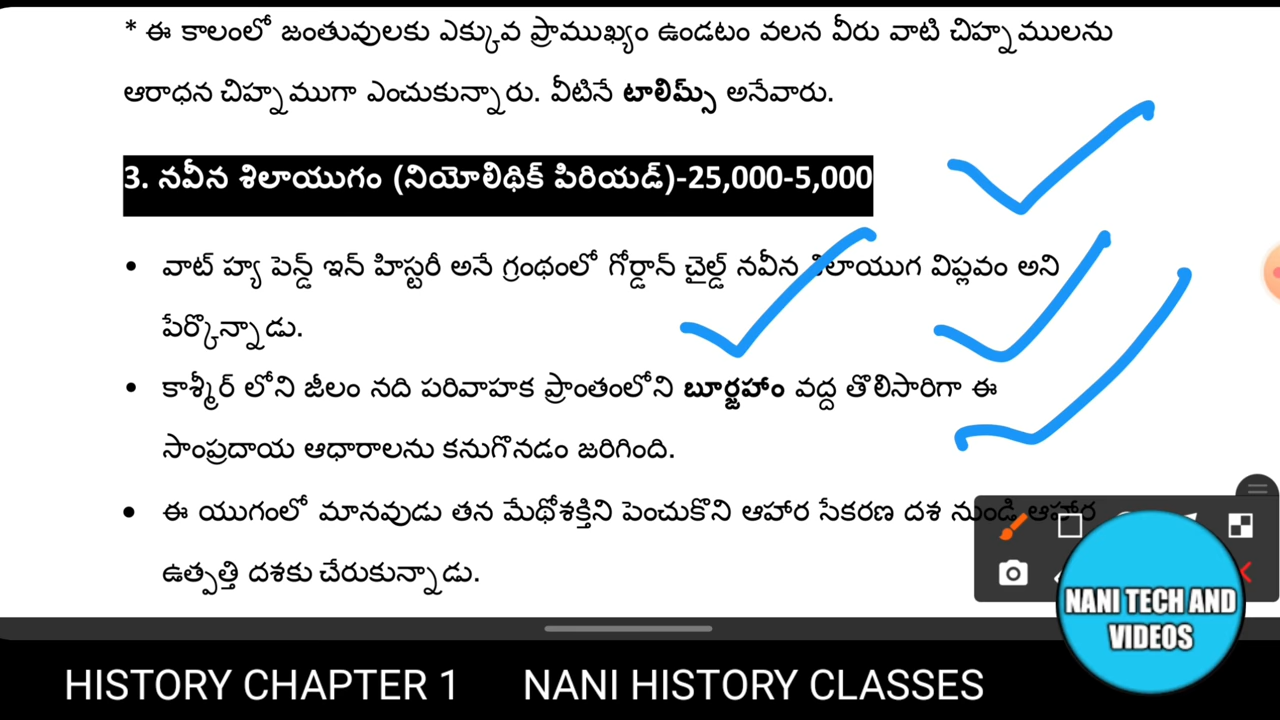 * ఈ కాలంలో జంతువులకు ఎక్కువ ప్రాముఖ్యం ఉండటం వలన వీరు వాటి చిహ్నములను
ఆరాధన చిహ్నముగా ఎంచుకున్నారు. వీటినే టాలిమ్స్ అనేవారు.
3. నవీన శిలాయుగం (నియోలిథిక్ పిరియడ్)-25,000-5,000
• వాట్ హ్య పెన్డ్ ఇన్ హిస్టరీ అనే గ్రంథంలో గోర్డాన్ చైల్డ్ నవీన శిలాయుగ విప్లవం అని
పేర్కొన్నాడు.
• కాశ్మీర్ లోని జీలం నది పరివాహక ప్రాంతంలోని బూర్జహాం వద్ద తొలిసారిగా ఈ
సాంప్రదాయ ఆధారాలను కనుగొనడం జరిగింది.
• ఈ యుగంలో మానవుడు తన మేథోశక్తిని పెంచుకొని ఆహార సేకరణ దశ నుండి ఆహార
ఉత్పత్తి దశకు చేరుకున్నాడు.
NANI TECH AND
VIDEOS
HISTORY CHAPTER 1 NANI HISTORY CLASSES